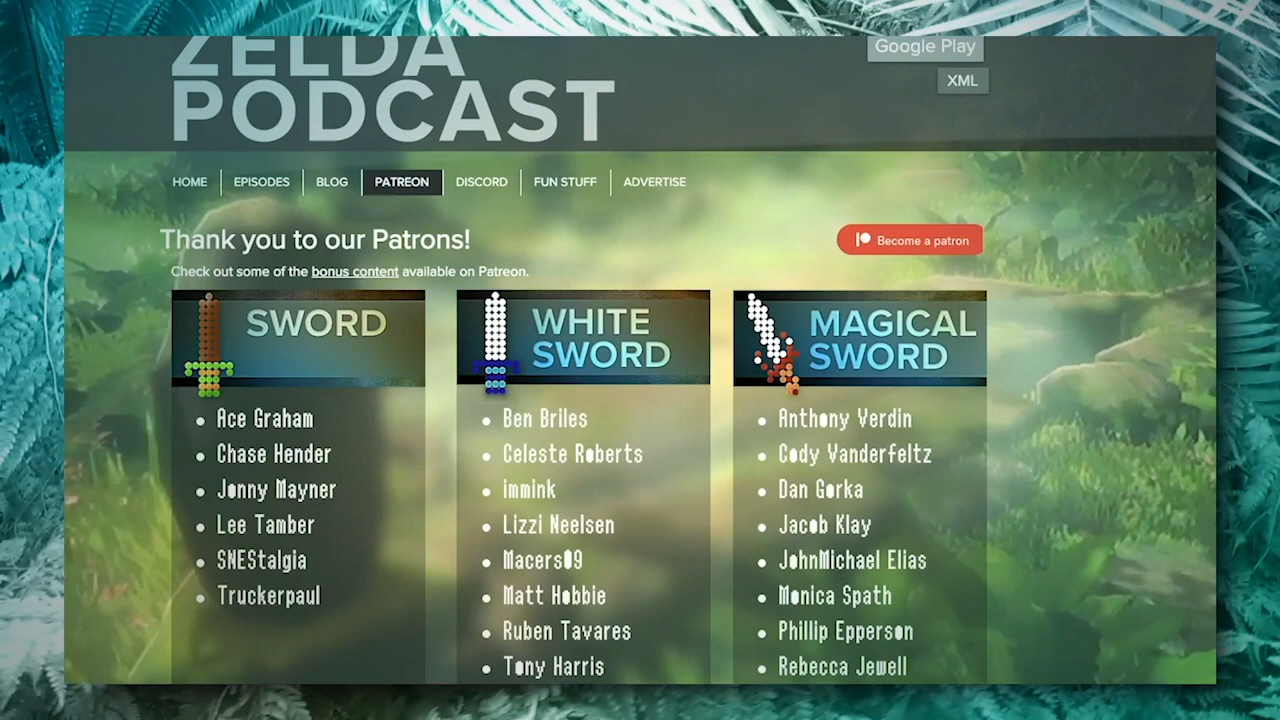 ZELDA
PODCAST
Google Play
XML
HOME EPISODES BLOG PATREON DISCORD FUN STUFF ADVERTISE
Thank you to our Patrons!
Become a patron
Check out some of the bonus content available on Patreon.
SWORD
Ace Graham
Chase Hender
Jonny Mayner
Lee Tamber
SNEStalgia
Truckerpaul
WHITE
SWORD
Ben Briles
Celeste Roberts
immink
Lizzi Neelsen
Macers09
Matt Hobbie
Ruben Tavares
Tony Harris
MAGICAL
SWORD
Anthony Verdin
Cody Vanderfeltz
Dan Gorka
Jacob Klay
JohnMichael Elias
Monica Spath
Phillip Epperson
Rebecca Jewell